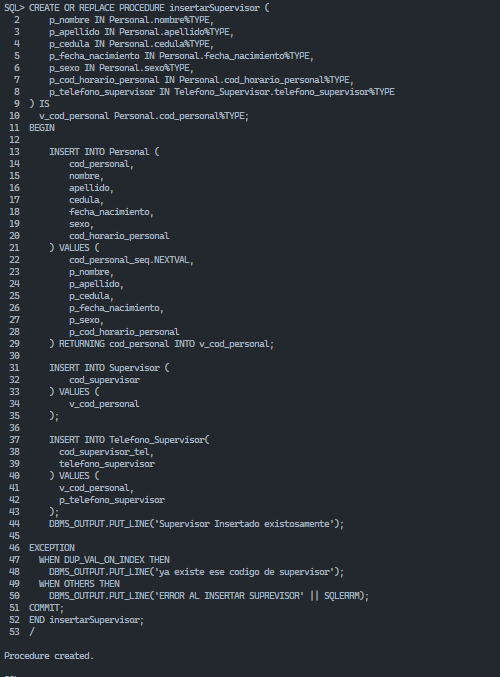 SQL> CREATE OR REPLACE PROCEDURE insertarSupervisor (
  2      p_nombre IN Personal.nombre%TYPE,
  3      p_apellido IN Personal.apellido%TYPE,
  4      p_cedula IN Personal.cedula%TYPE,
  5      p_fecha_nacimiento IN Personal.fecha_nacimiento%TYPE,
  6      p_sexo IN Personal.sexo%TYPE,
  7      p_cod_horario_personal IN Personal.cod_horario_personal%TYPE,
  8      p_telefono_supervisor IN Telefono_Supervisor.telefono_supervisor%TYPE
  9  ) IS
 10    v_cod_personal Personal.cod_personal%TYPE;
 11  BEGIN
 12
 13      INSERT INTO Personal (
 14          cod_personal,
 15          nombre,
 16          apellido,
 17          cedula,
 18          fecha_nacimiento,
 19          sexo,
 20          cod_horario_personal
 21      ) VALUES (
 22          cod_personal_seq.NEXTVAL,
 23          p_nombre,
 24          p_apellido,
 25          p_cedula,
 26          p_fecha_nacimiento,
 27          p_sexo,
 28          p_cod_horario_personal
 29      ) RETURNING cod_personal INTO v_cod_personal;
 30
 31      INSERT INTO Supervisor (
 32          cod_supervisor
 33      ) VALUES (
 34          v_cod_personal
 35      );
 36
 37      INSERT INTO Telefono_Supervisor(
 38        cod_supervisor_tel,
 39        telefono_supervisor
 40      ) VALUES (
 41        v_cod_personal,
 42        p_telefono_supervisor
 43      );
 44      DBMS_OUTPUT.PUT_LINE('Supervisor Insertado existosamente');
 45
 46  EXCEPTION
 47    WHEN DUP_VAL_ON_INDEX THEN
 48      DBMS_OUTPUT.PUT_LINE('ya existe ese codigo de supervisor');
 49    WHEN OTHERS THEN
 50      DBMS_OUTPUT.PUT_LINE('ERROR AL INSERTAR SUPREVISOR' || SQLERRM);
 51  COMMIT;
 52  END insertarSupervisor;
 53  /
Procedure created.